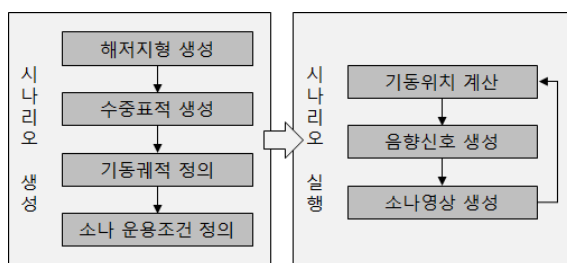 시나리오 생성
해저지형 생성
수중표적 생성
기동궤적 정의
소나 운용조건 정의
시나리오 실행
기동위치 계산
음향신호 생성
소나영상 생성